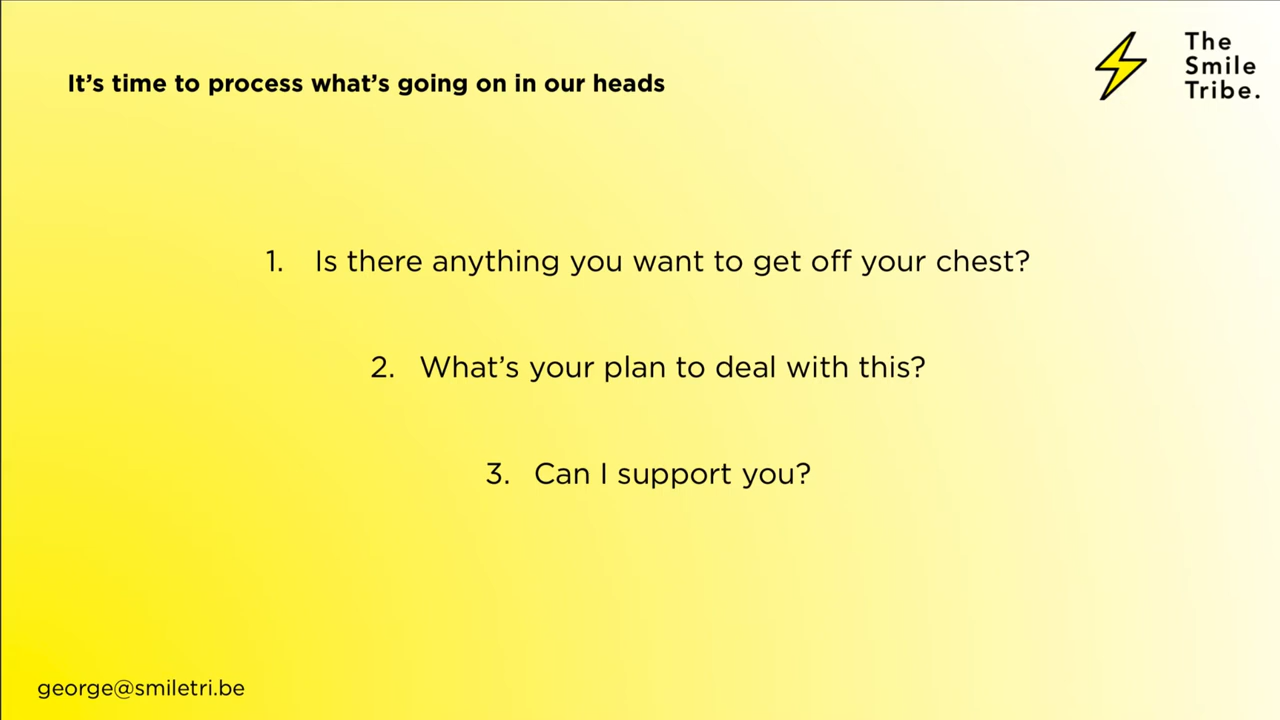 It’s time to process what’s going on in our heads
The
Smile
Tribe.
1. Is there anything you want to get off your chest?
2. What’s your plan to deal with this?
3. Can I support you?
george@smiletri.be